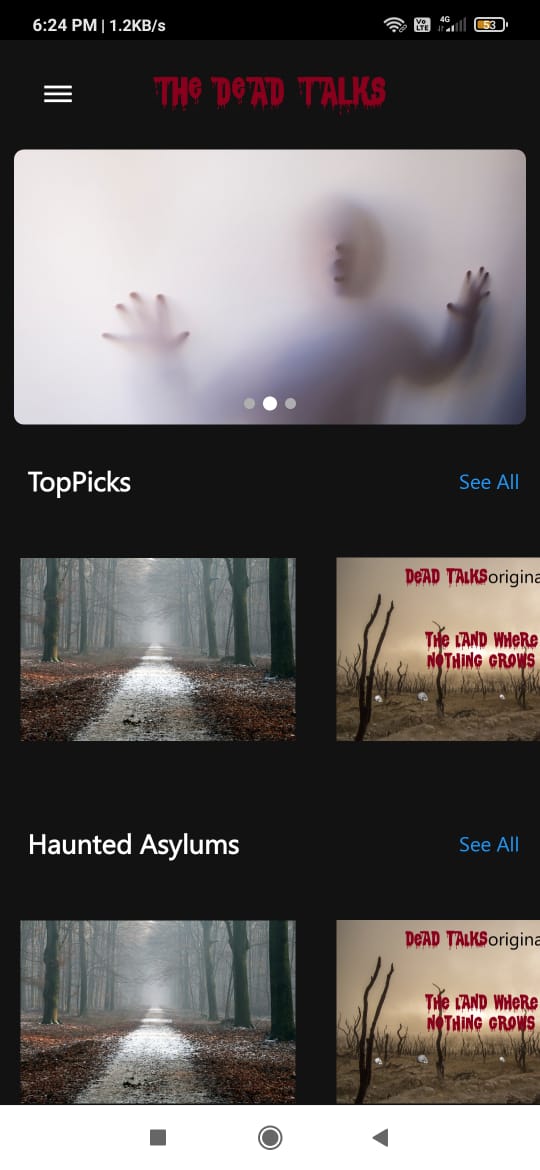 6:24 PM | 1.2KB/s
Vo LTE 4G 53
THE DEAD TALKS
TopPicks
See All
DEAD TALKSorigina
THE LAND WHERE
NOTHING GROWS
Haunted Asylums
See All
DEAD TALKSorigina
THE LAND WHERE
NOTHING GROWS